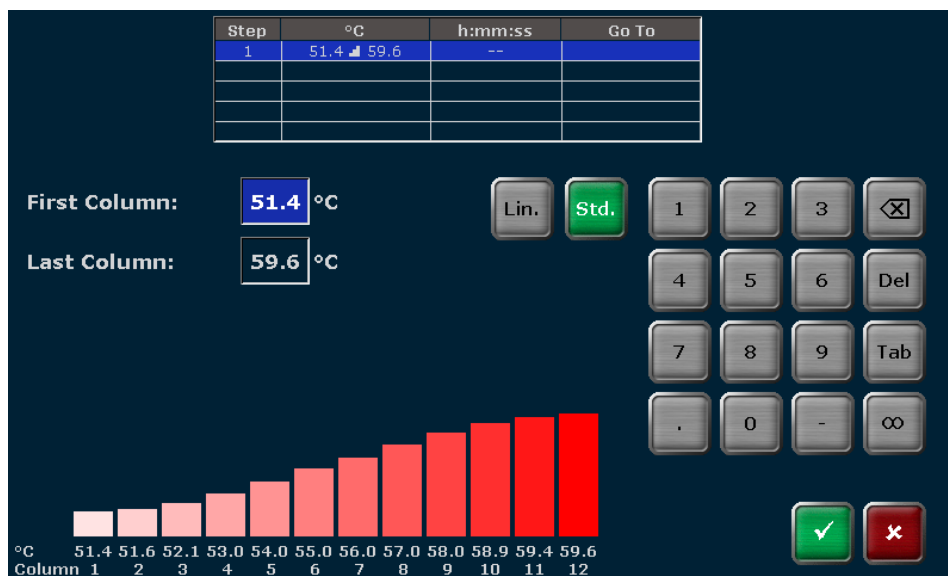 Step °C h:mm:ss Go To
1 51.4 59.6 --
First Column: 51.4 °C Lin. Std. 1 2 3
Last Column: 59.6 °C 4 5 6 Del
7 8 9 Tab
. 0 - ∞
°C 51.4 51.6 52.1 53.0 54.0 55.0 56.0 57.0 58.0 58.9 59.4 59.6
Column 1 2 3 4 5 6 7 8 9 10 11 12